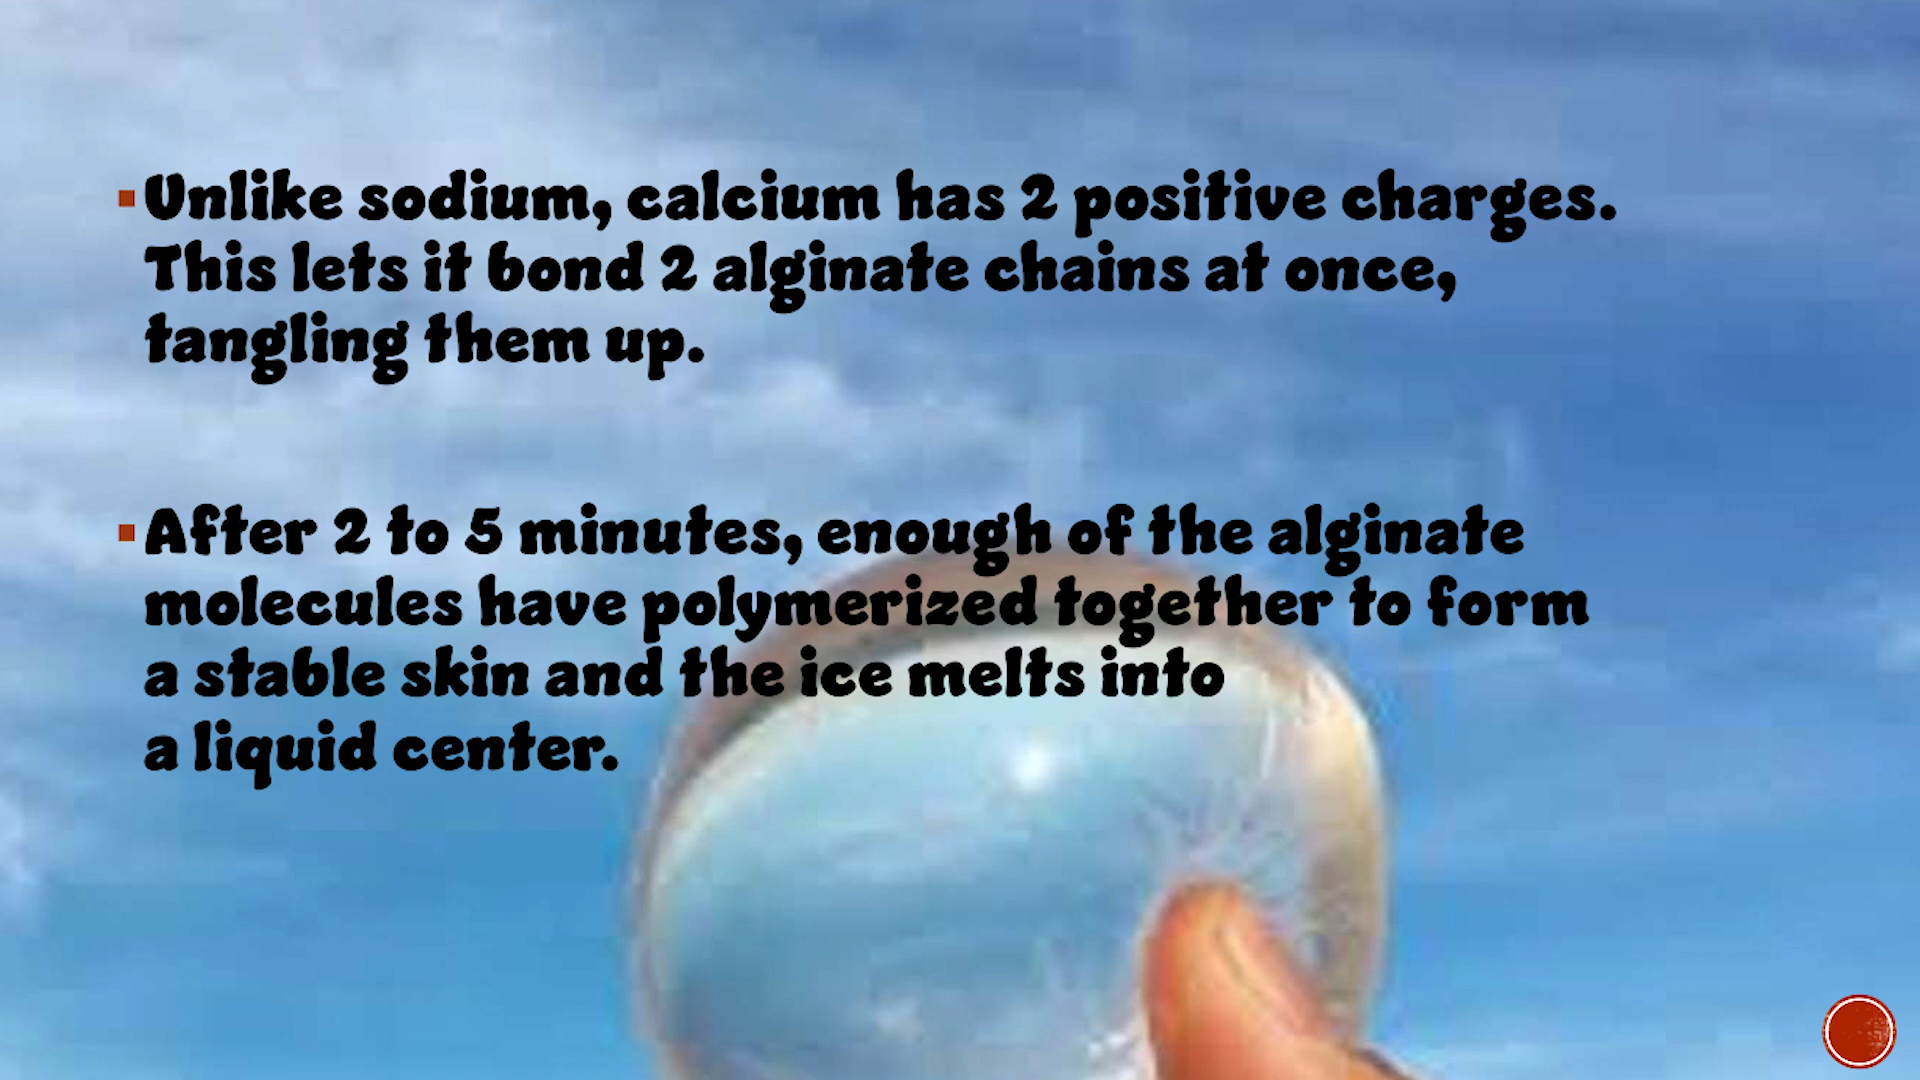 ▪Unlike sodium, calcium has 2 positive charges.
This lets it bond 2 alginate chains at once,
tangling them up.
▪After 2 to 5 minutes, enough of the alginate
molecules have polymerized together to form
a stable skin and the ice melts into
a liquid center.